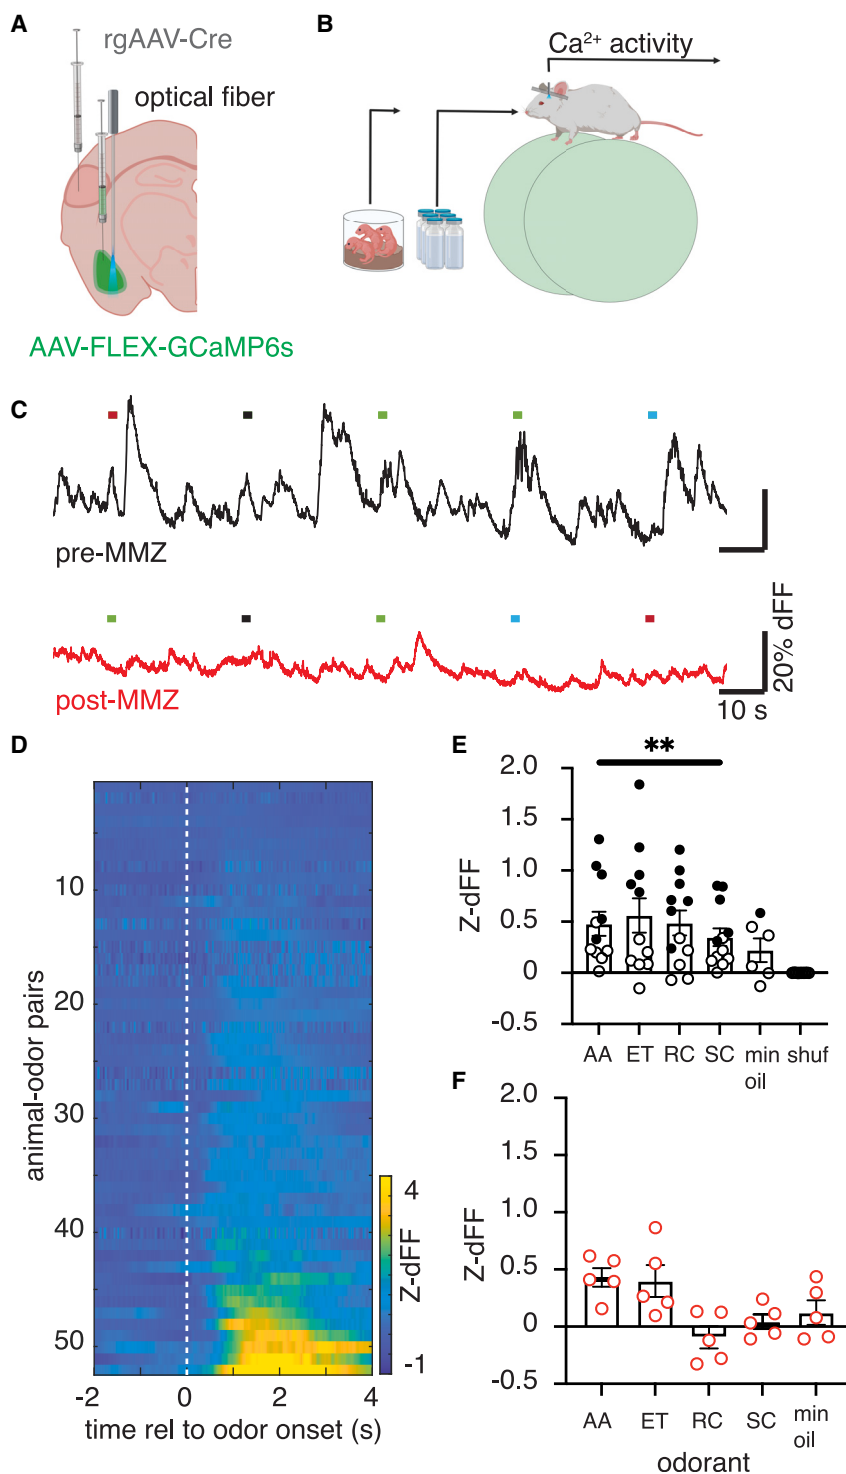 A
rgAAV-Cre
optical fiber
AAV-FLEX-GCaMP6s
B
Ca²⁺ activity
C
pre-MMZ
post-MMZ
20% dFF
10 s
D
animal-odor pairs
10
20
30
40
50
-2
0
2
4
time rel to odor onset (s)
4
Z-dFF
-1
E
**
2.0
1.5
1.0
0.5
0
-0.5
Z-dFF
AA
ET
RC
SC
min oil
shuf
F
2.0
1.5
1.0
0.5
0
-0.5
Z-dFF
AA
ET
RC
SC
min oil
odorant